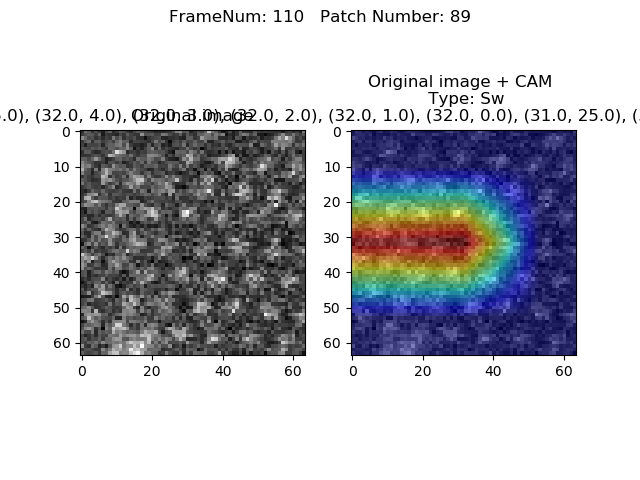 FrameNum: 110   Patch Number: 89
Original image + CAM
Type: Sw
.0), (32.0, 4.0), (32.0, 3.0), (32.0, 2.0), (32.0, 1.0), (32.0, 0.0), (31.0, 25.0), (
Original image
0
10
20
30
40
50
60
0 20 40 60
0
10
20
30
40
50
60
0 20 40 60